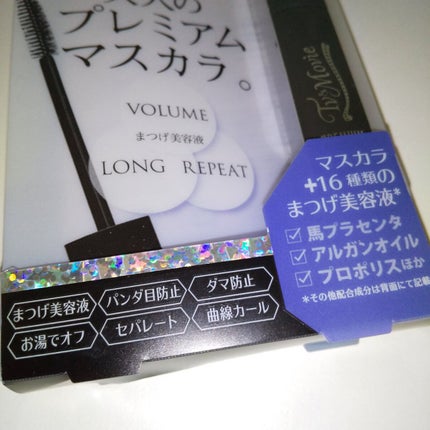 大人の
プレミアム
マスカラ。
VOLUME
まつげ美容液
LONG REPEAT
Tv&Movie
マスカラ
+16種類の
まつげ美容液*
馬プラセンタ
アルガンオイル
プロポリスほか
*その他配合成分は背面にて記載
まつげ美容液 パンダ目防止 ダマ防止
お湯でオフ セパレート 曲線カール